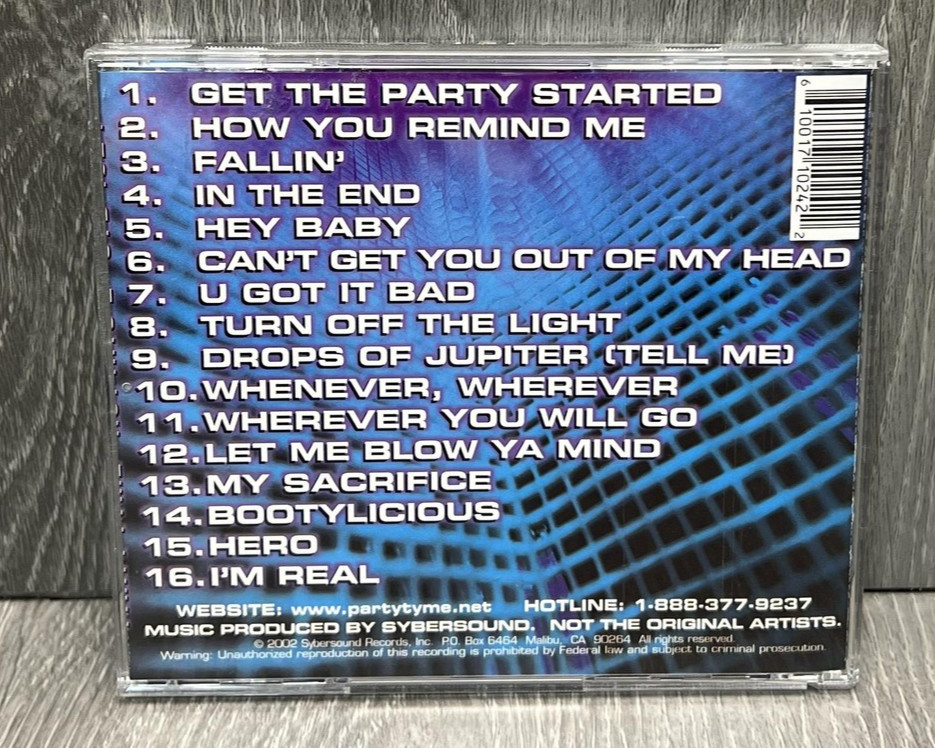 1. GET THE PARTY STARTED
2. HOW YOU REMIND ME
3. FALLIN'
4. IN THE END
5. HEY BABY
6. CAN'T GET YOU OUT OF MY HEAD
7. U GOT IT BAD
8. TURN OFF THE LIGHT
9. DROPS OF JUPITER (TELL ME)
10. WHENEVER, WHEREVER
11. WHEREVER YOU WILL GO
12. LET ME BLOW YA MIND
13. MY SACRIFICE
14. BOOTYLICIOUS
15. HERO
16. I'M REAL
WEBSITE: www.partytyme.net HOTLINE: 1-888-377-9237
MUSIC PRODUCED BY SYBERSOUND. NOT THE ORIGINAL ARTISTS.
© 2002 Sybersound Records, Inc. P.O. Box 6464 Malibu, CA 90264 All rights reserved.
Warning: Unauthorized reproduction of this recording is prohibited by Federal law and subject to criminal prosecution.
6 10017 10242 2